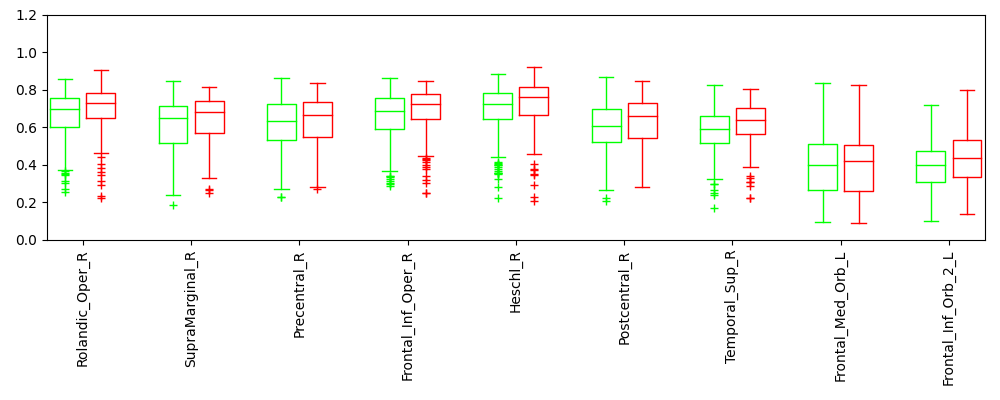 1.2
1.0
0.8
0.6
0.4
0.2
0.0
Rolandic_Oper_R
SupraMarginal_R
Precentral_R
Frontal_Inf_Oper_R
Heschl_R
Postcentral_R
Temporal_Sup_R
Frontal_Med_Orb_L
Frontal_Inf_Orb_2_L